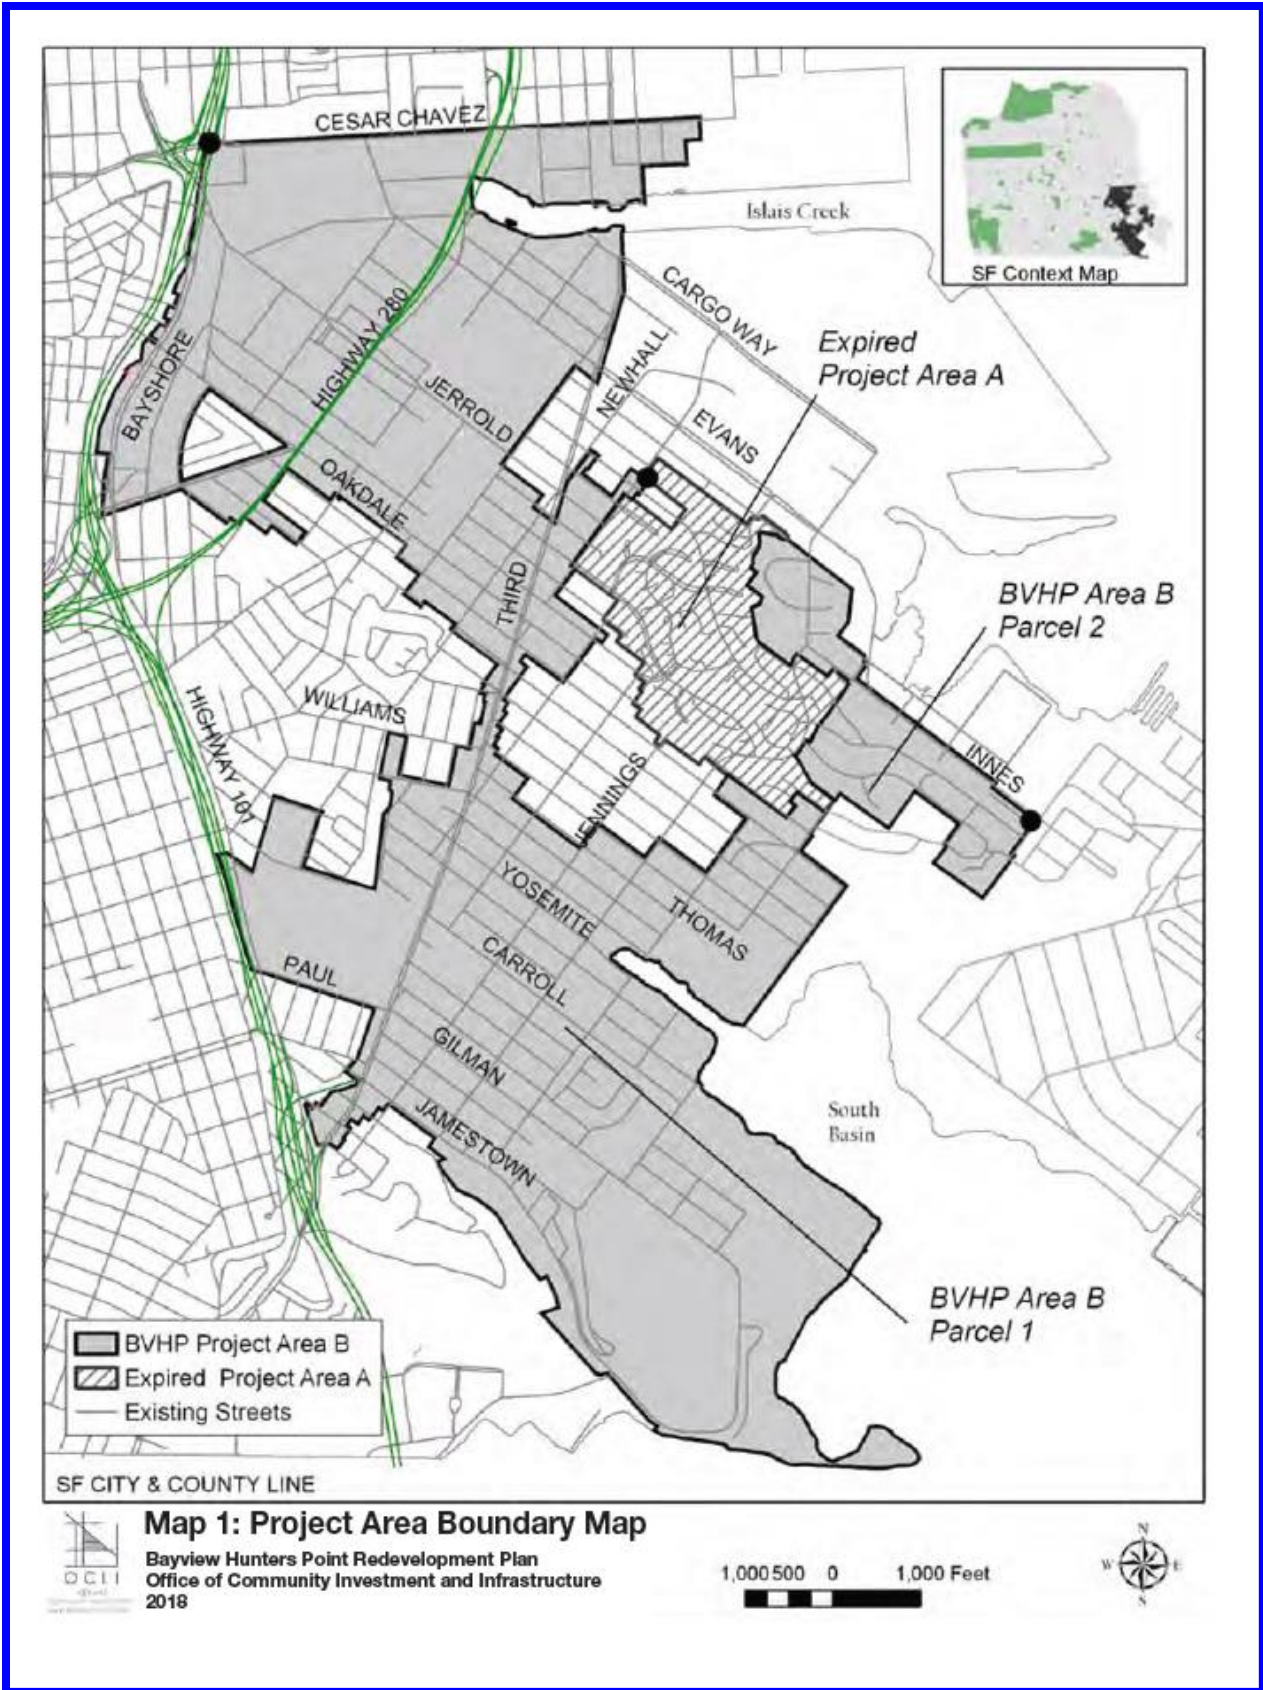 CESAR CHAVEZ
Islais Creek
SF Context Map
CARGO WAY
Expired
Project Area A
HIGHWAY 280
NEWHALL
BAYSHORE
JERROLD
EVANS
OAKDALE
THIRD
BVHP Area B
Parcel 2
WILLIAMS
HIGHWAY 101
INNES
JENNINGS
YOSEMITE
THOMAS
CARROLL
PAUL
GILMAN
JAMESTOWN
South
Basin
BVHP Area B
Parcel 1
BVHP Project Area B
Expired Project Area A
Existing Streets
SF CITY & COUNTY LINE
Map 1: Project Area Boundary Map
Bayview Hunters Point Redevelopment Plan
Office of Community Investment and Infrastructure
2018
OCII
1,000 500 0 1,000 Feet
N
W E
S